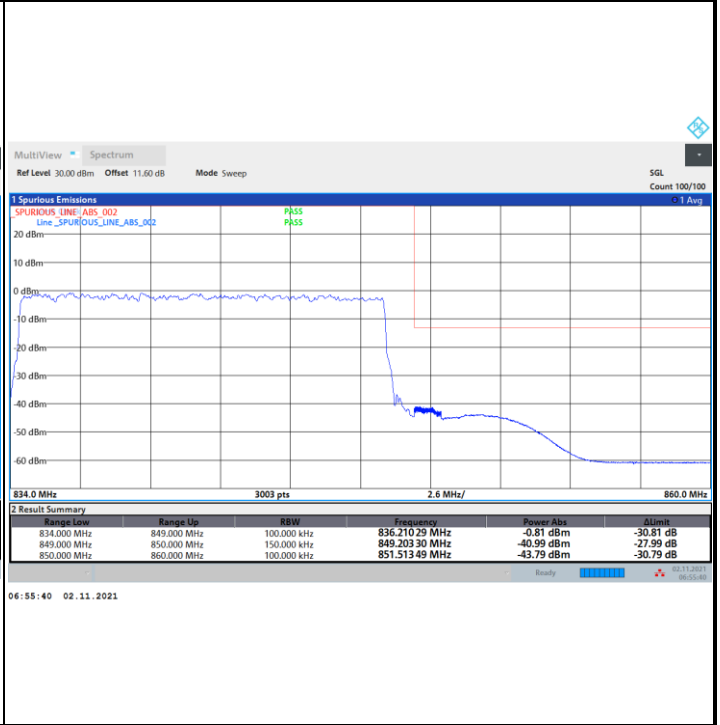 MultiView Spectrum
Ref Level 30.00 dBm Offset 11.60 dB Mode Sweep SGL
Count 100/100
1 Spurious Emissions 1 Avg
_SPURIOUS_LINE_ABS_002 PASS
Line _SPURIOUS_LINE_ABS_002 PASS
20 dBm
10 dBm
0 dBm
-10 dBm
-20 dBm
-30 dBm
-40 dBm
-50 dBm
-60 dBm
834.0 MHz 3003 pts 2.6 MHz/ 860.0 MHz
2 Result Summary
Range Low Range Up RBW Frequency Power Abs ΔLimit
834.000 MHz 849.000 MHz 100.000 kHz 836.210 29 MHz -0.81 dBm -30.81 dB
849.000 MHz 850.000 MHz 150.000 kHz 849.203 30 MHz -40.99 dBm -27.99 dB
850.000 MHz 860.000 MHz 100.000 kHz 851.513 49 MHz -43.79 dBm -30.79 dB
Ready 02.11.2021
06:55:40
06:55:40 02.11.2021